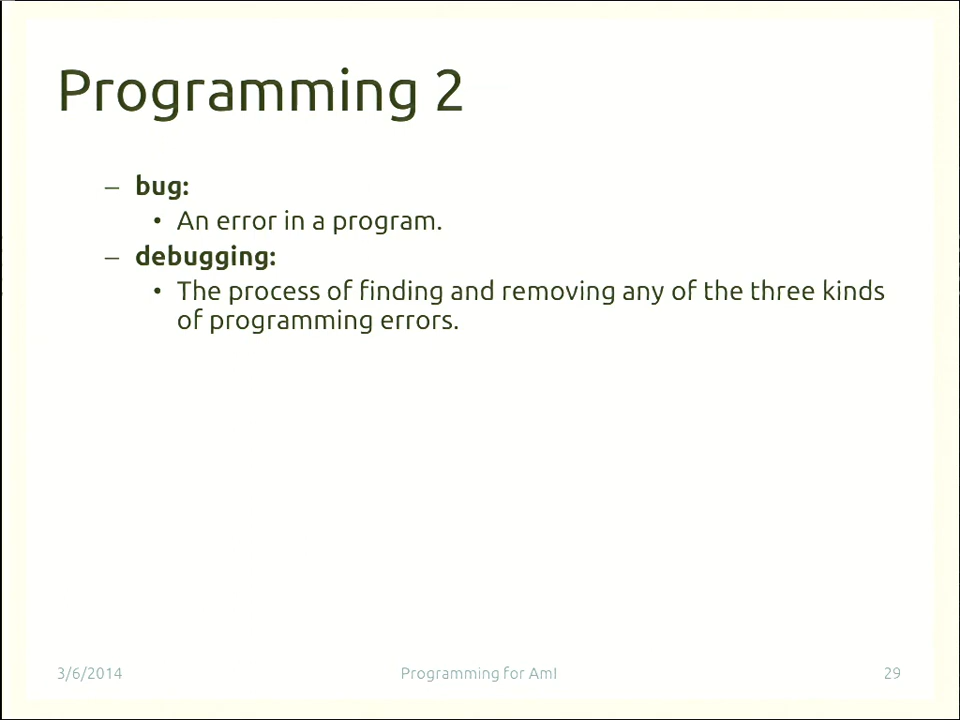 Programming 2
– bug:
• An error in a program.
– debugging:
• The process of finding and removing any of the three kinds
of programming errors.
3/6/2014 Programming for AmI 29